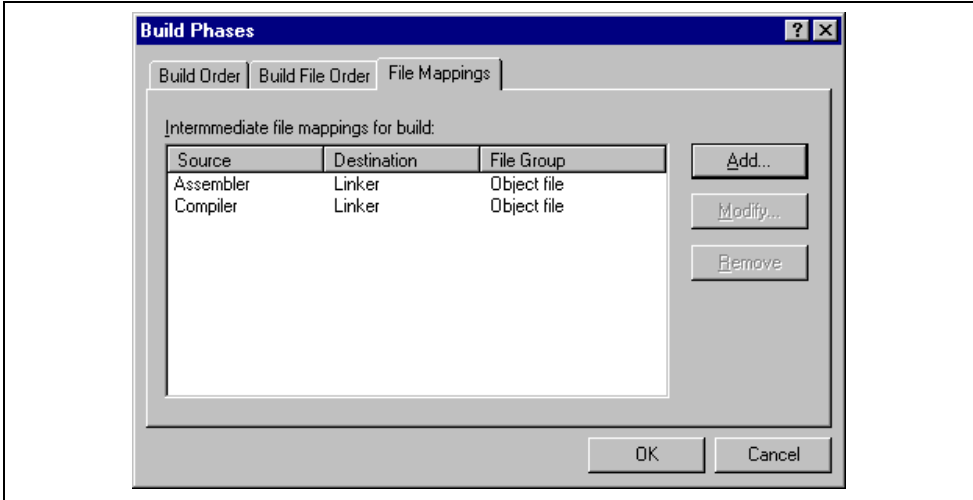 Build Phases
Build Order Build File Order File Mappings
Intermmediate file mappings for build:
Source Destination File Group
Assembler Linker Object file
Compiler Linker Object file
Add...
Modify...
Remove
OK Cancel